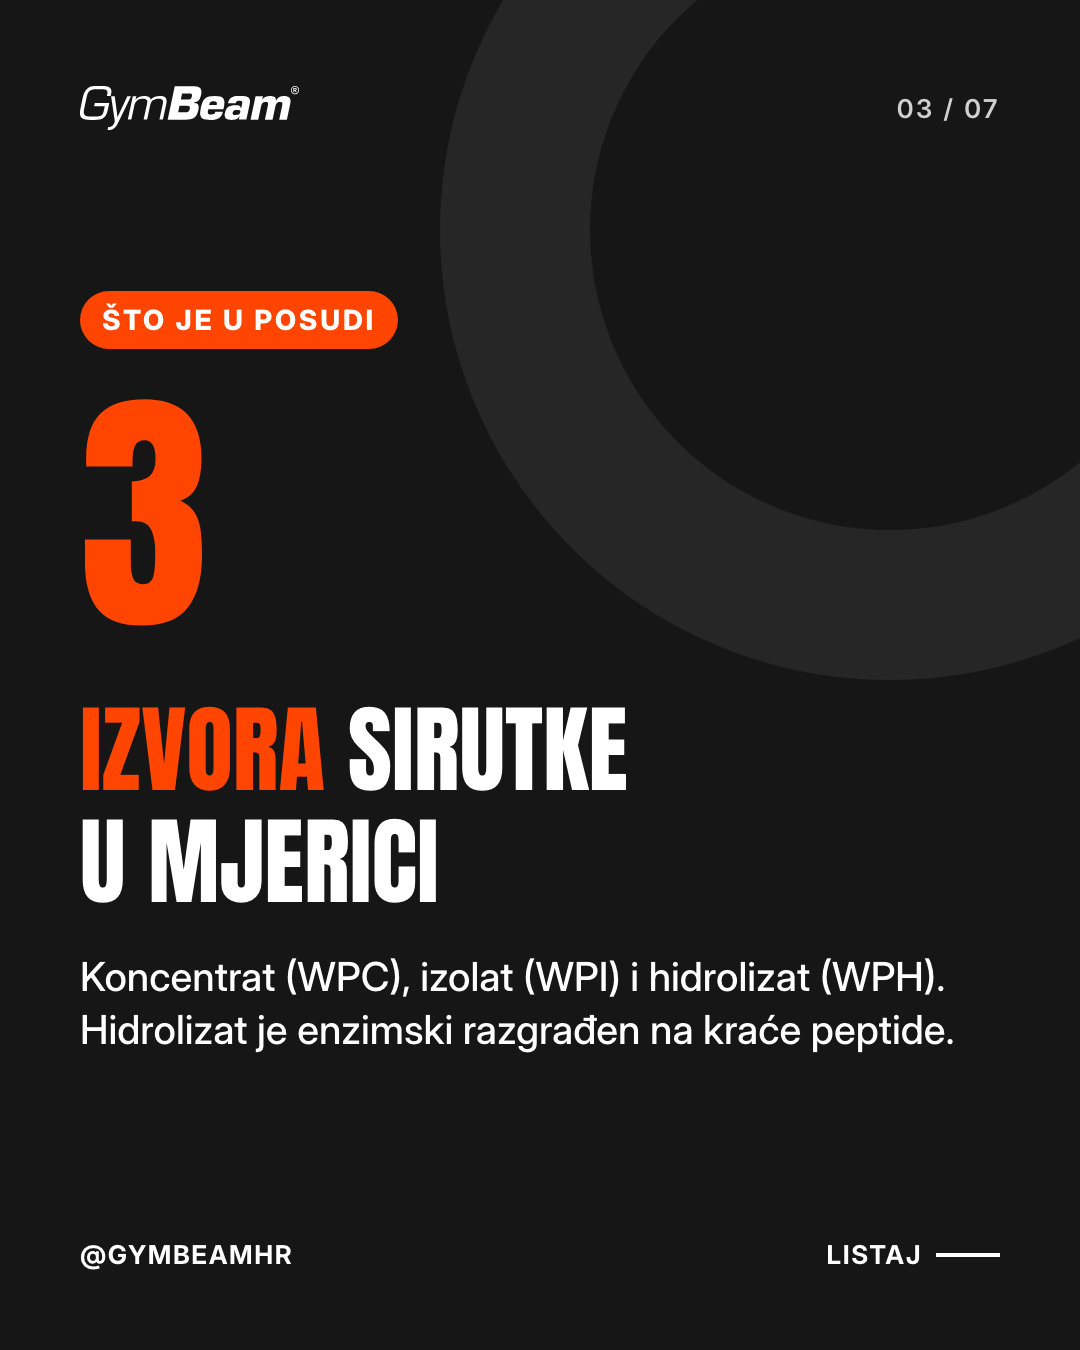 GymBeam®
03 / 07
ŠTO JE U POSUDI
3
IZVORA SIRUTKE
U MJERICI
Koncentrat (WPC), izolat (WPI) i hidrolizat (WPH).
Hidrolizat je enzimski razgrađen na kraće peptide.
@GYMBEAMHR
LISTAJ